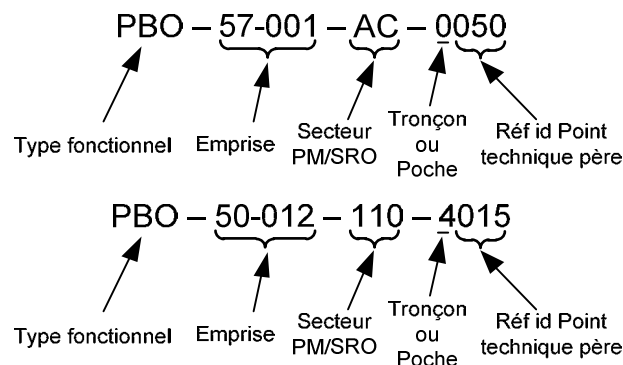 PBO – 57-001 – AC – 0050
Type fonctionnel
Emprise
Secteur
PM/SRO
Tronçon
ou
Poche
Réf id Point
technique père
PBO – 50-012 – 110 – 4015
Type fonctionnel
Emprise
Secteur
PM/SRO
Tronçon
ou
Poche
Réf id Point
technique père